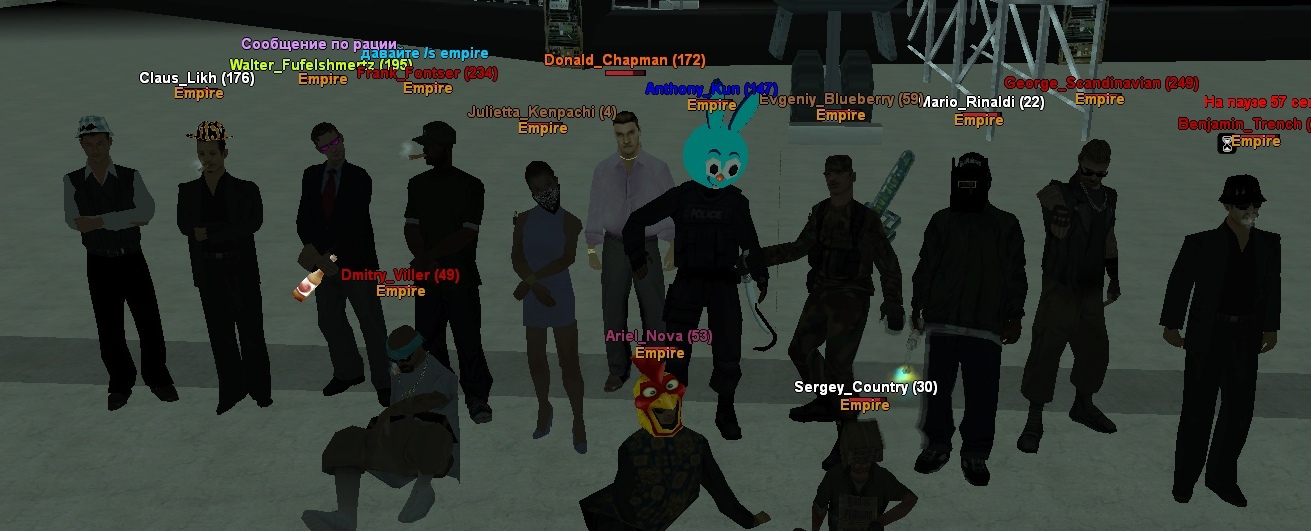 Сообщение по рации
давайте /s empire
Walter_Fufelshmertz (195)
Empire
Claus_Likh (176)
Empire
Frank_Fontser (234)
Empire
Donald_Chapman (172)
Julietta_Kenpachi (4)
Empire
Anthony_Kun (147)
Empire
Evgeniy_Blueberry (59)
Empire
Mario_Rinaldi (22)
Empire
George_Scandinavian (249)
Empire
На паузе 57 се
Benjamin_Trench (
Empire
POLICE
Dmitry_Viller (49)
Empire
Ariel_Nova (53)
Empire
Sergey_Country (30)
Empire